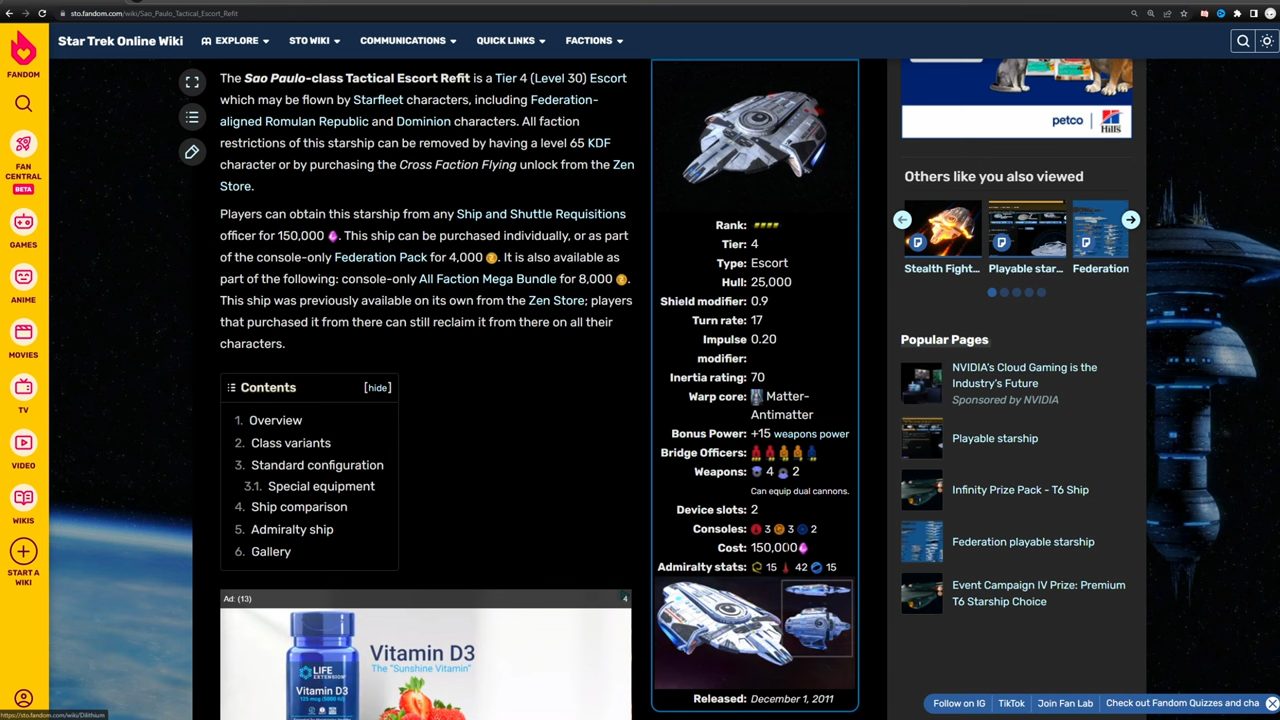 sto.fandom.com/wiki/Sao_Paulo_Tactical_Escort_Refit
FANDOM
FAN
CENTRAL
BETA
GAMES
ANIME
MOVIES
TV
VIDEO
WIKIS
START A
WIKI
Star Trek Online Wiki
EXPLORE
STO WIKI
COMMUNICATIONS
QUICK LINKS
FACTIONS
The Sao Paulo-class Tactical Escort Refit is a Tier 4 (Level 30) Escort
which may be flown by Starfleet characters, including Federation-
aligned Romulan Republic and Dominion characters. All faction
restrictions of this starship can be removed by having a level 65 KDF
character or by purchasing the Cross Faction Flying unlock from the Zen
Store.
Players can obtain this starship from any Ship and Shuttle Requisitions
officer for 150,000 . This ship can be purchased individually, or as part
of the console-only Federation Pack for 4,000 . It is also available as
part of the following: console-only All Faction Mega Bundle for 8,000 .
This ship was previously available on its own from the Zen Store; players
that purchased it from there can still reclaim it from there on all their
characters.
Contents [hide]
1. Overview
2. Class variants
3. Standard configuration
3.1. Special equipment
4. Ship comparison
5. Admiralty ship
6. Gallery
Ad: (13) 4
LIFE
EXTENSION
Vitamin D3
Vitamin D3
The "Sunshine Vitamin"
Rank:
Tier: 4
Type: Escort
Hull: 25,000
Shield modifier: 0.9
Turn rate: 17
Impulse 0.20
modifier:
Inertia rating: 70
Warp core: Matter-
Antimatter
Bonus Power: +15 weapons power
Bridge Officers:
Weapons: 4 2
Can equip dual cannons.
Device slots: 2
Consoles: 3 3 2
Cost: 150,000
Admiralty stats: 15 42 15
Released: December 1, 2011
petco Hill's
Others like you also viewed
Stealth Fight...
Playable star...
Federation
Popular Pages
NVIDIA's Cloud Gaming is the
Industry's Future
Sponsored by NVIDIA
Playable starship
Infinity Prize Pack - T6 Ship
Federation playable starship
Event Campaign IV Prize: Premium
T6 Starship Choice
Follow on IG
TikTok
Join Fan Lab
Check out Fandom Quizzes and cha
https://sto.fandom.com/wiki/Dilithium